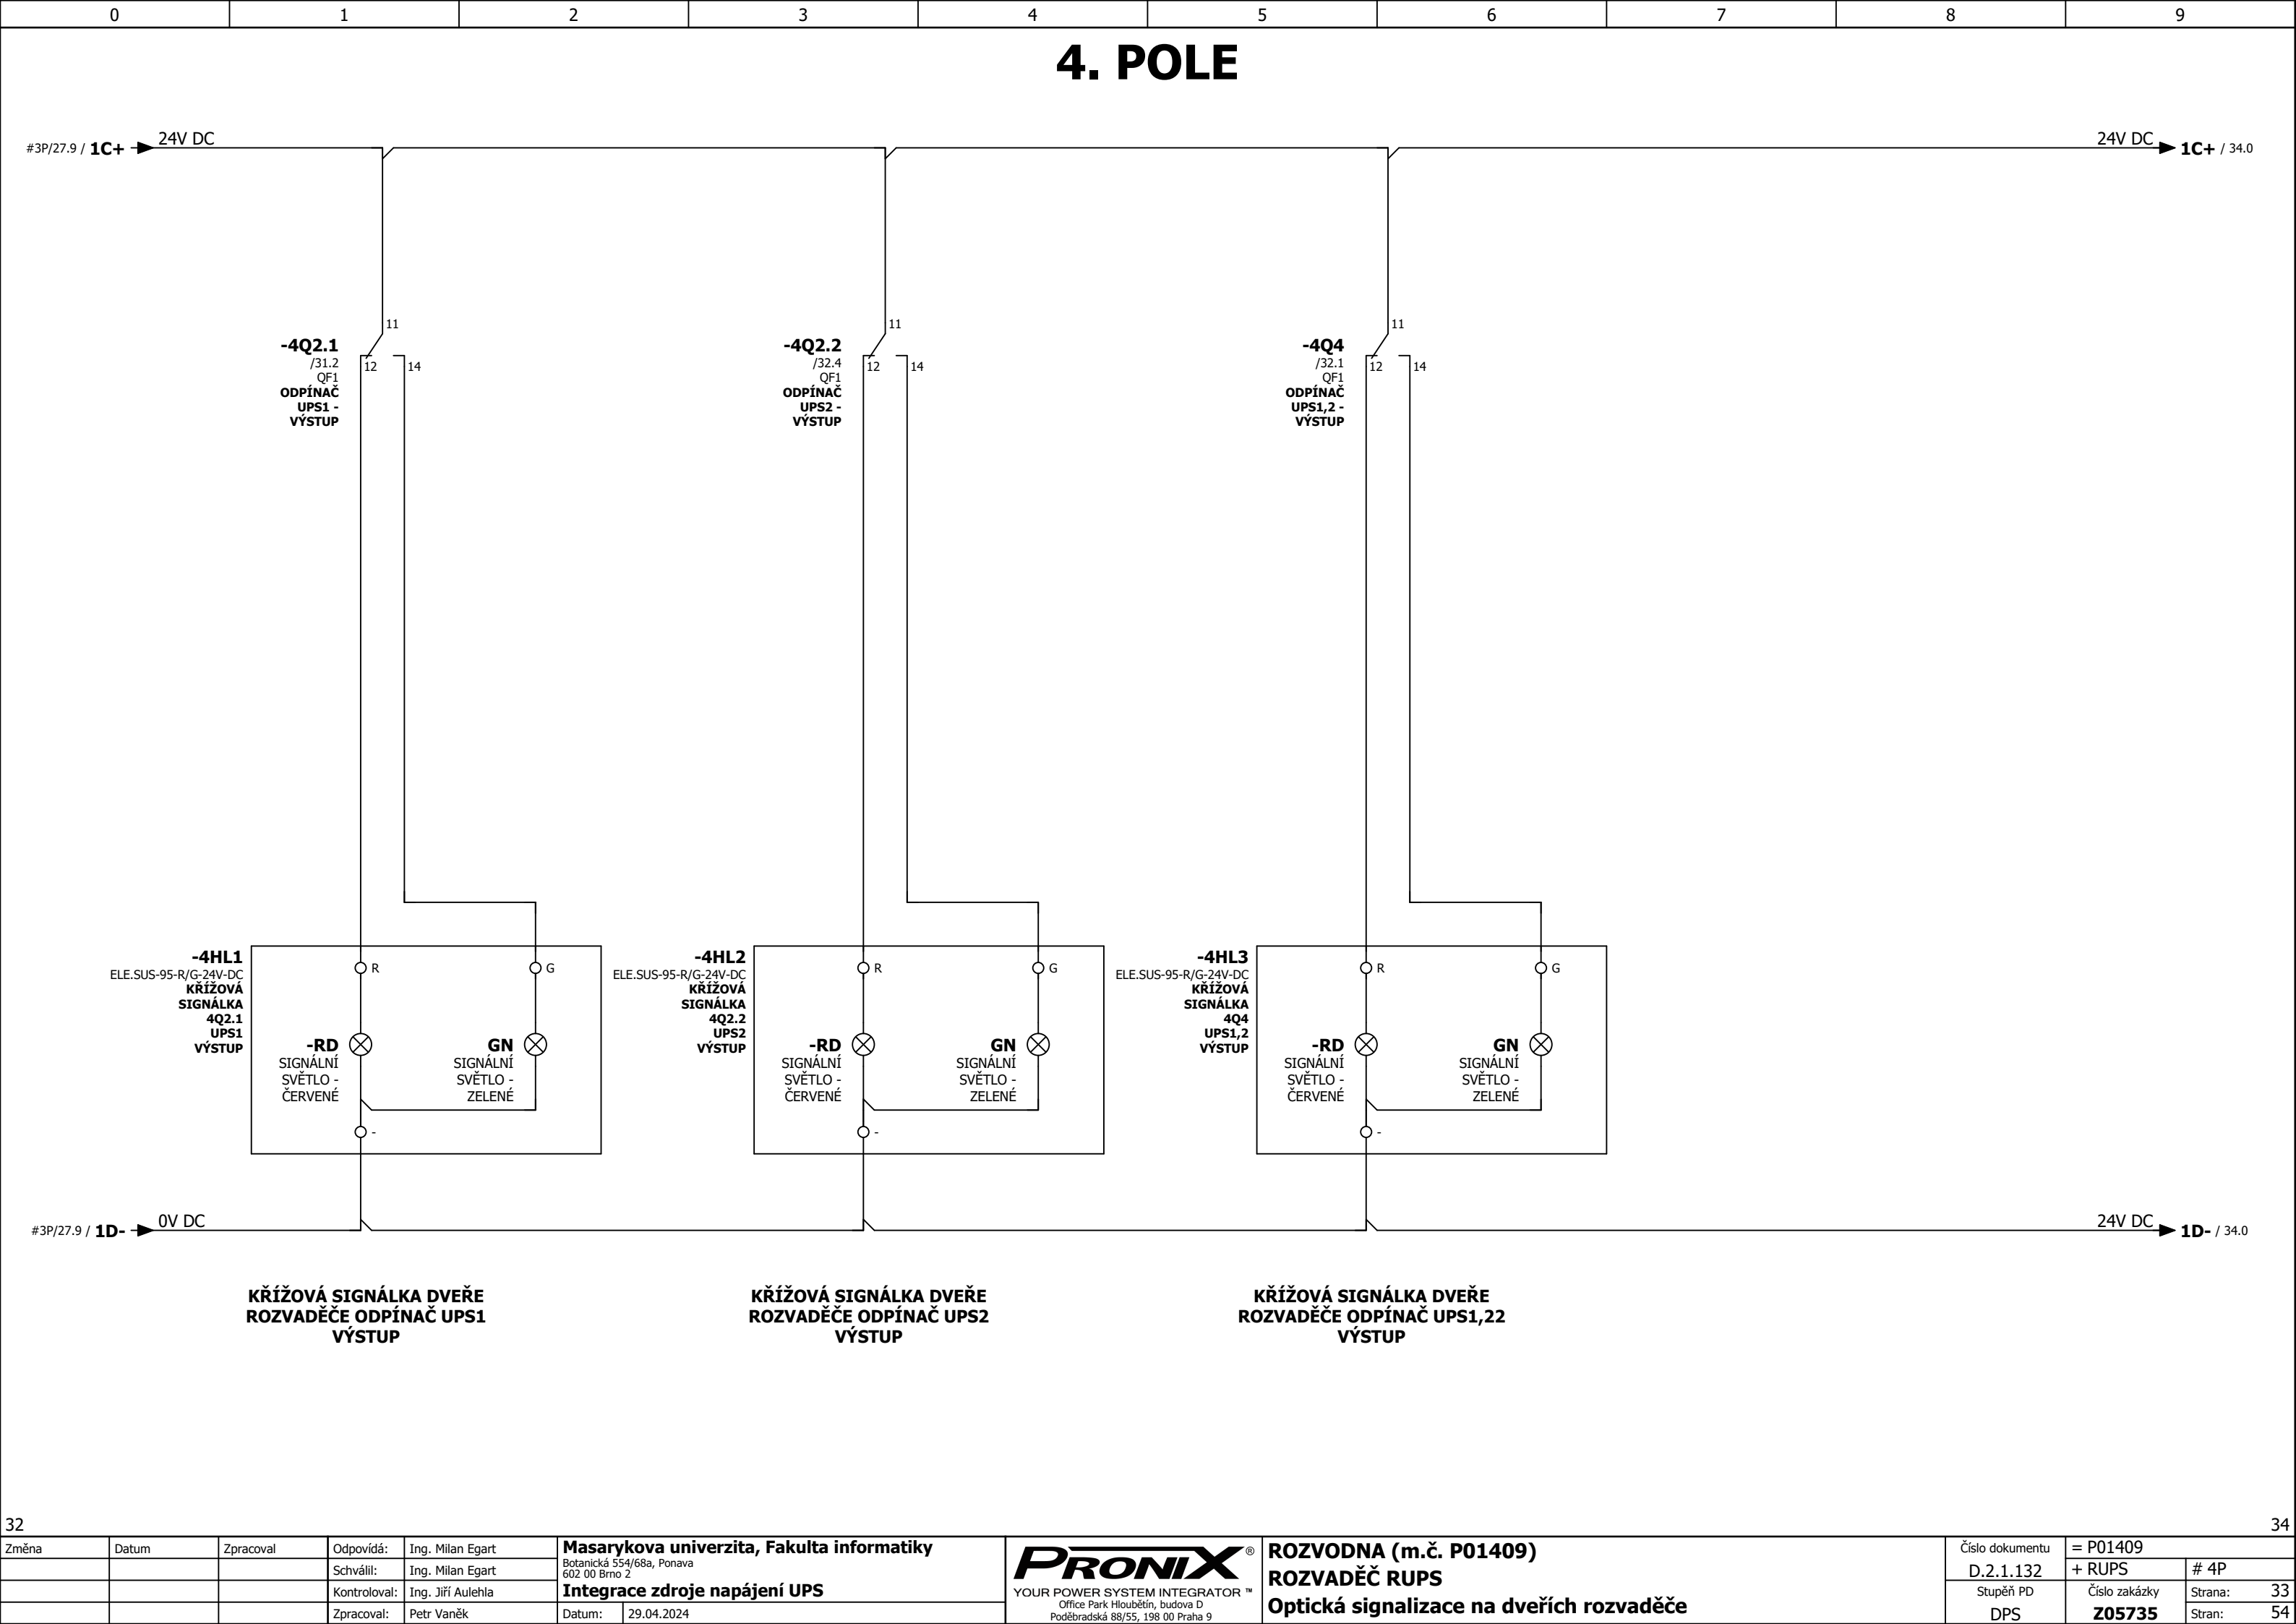 0 1 2 3 4 5 6 7 8 9
4. POLE
#3P/27.9 / 1C+ 24V DC
24V DC 1C+ / 34.0
11
-4Q2.1
/31.2
QF1
ODPÍNAČ
UPS1 -
VÝSTUP
12 14
11
-4Q2.2
/32.4
QF1
ODPÍNAČ
UPS2 -
VÝSTUP
12 14
11
-4Q4
/32.1
QF1
ODPÍNAČ
UPS1,2 -
VÝSTUP
12 14
-4HL1
ELE.SUS-95-R/G-24V-DC
KŘÍŽOVÁ
SIGNÁLKA
4Q2.1
UPS1
VÝSTUP
R G
-RD
SIGNÁLNÍ
SVĚTLO -
ČERVENÉ
GN
SIGNÁLNÍ
SVĚTLO -
ZELENÉ
-
-4HL2
ELE.SUS-95-R/G-24V-DC
KŘÍŽOVÁ
SIGNÁLKA
4Q2.2
UPS2
VÝSTUP
R G
-RD
SIGNÁLNÍ
SVĚTLO -
ČERVENÉ
GN
SIGNÁLNÍ
SVĚTLO -
ZELENÉ
-
-4HL3
ELE.SUS-95-R/G-24V-DC
KŘÍŽOVÁ
SIGNÁLKA
4Q4
UPS1,2
VÝSTUP
R G
-RD
SIGNÁLNÍ
SVĚTLO -
ČERVENÉ
GN
SIGNÁLNÍ
SVĚTLO -
ZELENÉ
-
#3P/27.9 / 1D- 0V DC
24V DC 1D- / 34.0
KŘÍŽOVÁ SIGNÁLKA DVEŘE
ROZVADĚČE ODPÍNAČ UPS1
VÝSTUP
KŘÍŽOVÁ SIGNÁLKA DVEŘE
ROZVADĚČE ODPÍNAČ UPS2
VÝSTUP
KŘÍŽOVÁ SIGNÁLKA DVEŘE
ROZVADĚČE ODPÍNAČ UPS1,22
VÝSTUP
32
34
Změna Datum Zpracoval
Odpovídá: Ing. Milan Egart
Schválil: Ing. Milan Egart
Kontroloval: Ing. Jiří Aulehla
Zpracoval: Petr Vaněk
Masarykova univerzita, Fakulta informatiky
Botanická 554/68a, Ponava
602 00 Brno 2
Integrace zdroje napájení UPS
Datum: 29.04.2024
PRONIX ®
YOUR POWER SYSTEM INTEGRATOR ™
Office Park Hloubětín, budova D
Poděbradská 88/55, 198 00 Praha 9
ROZVODNA (m.č. P01409)
ROZVADĚČ RUPS
Optická signalizace na dveřích rozvaděče
Číslo dokumentu
D.2.1.132
Stupěň PD
DPS
= P01409
+ RUPS # 4P
Číslo zakázky
Z05735
Strana: 33
Stran: 54